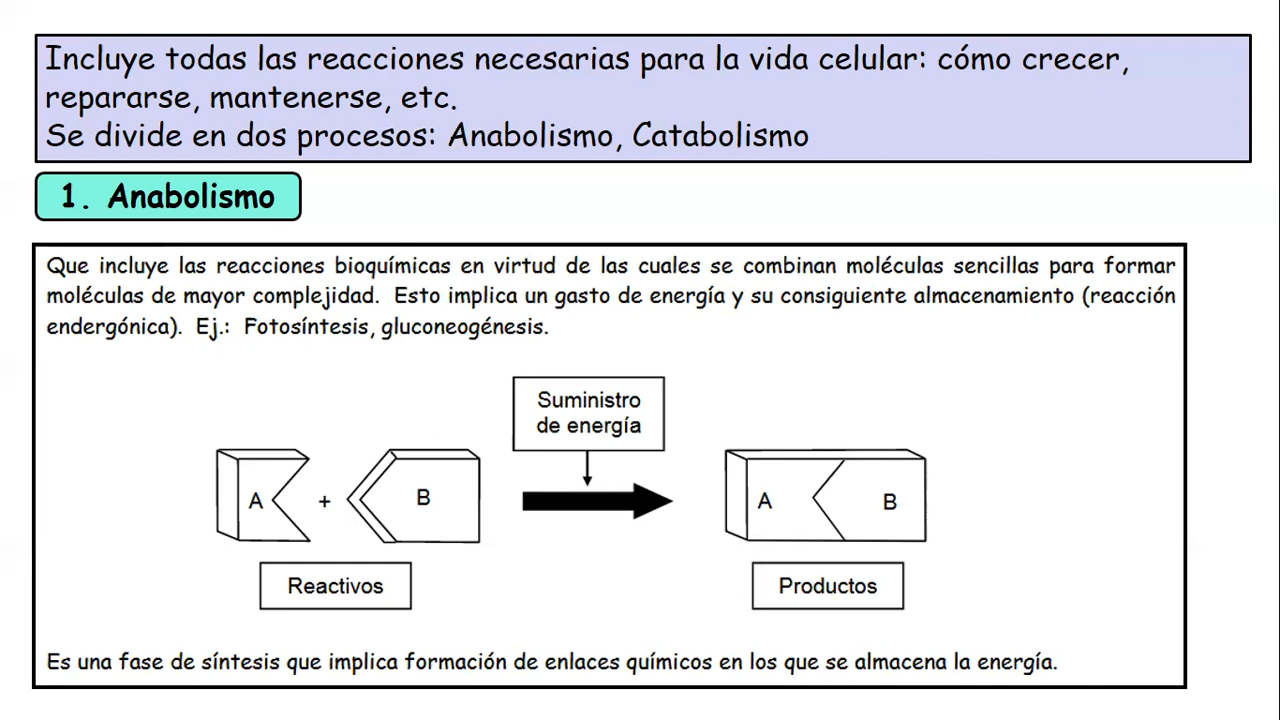 Incluye todas las reacciones necesarias para la vida celular: cómo crecer,
repararse, mantenerse, etc.
Se divide en dos procesos: Anabolismo, Catabolismo
1. Anabolismo
Que incluye las reacciones bioquímicas en virtud de las cuales se combinan moléculas sencillas para formar
moléculas de mayor complejidad. Esto implica un gasto de energía y su consiguiente almacenamiento (reacción
endergónica). Ej.: Fotosíntesis, gluconeogénesis.
Suministro
de energía
A + B
A B
Reactivos
Productos
Es una fase de síntesis que implica formación de enlaces químicos en los que se almacena la energía.